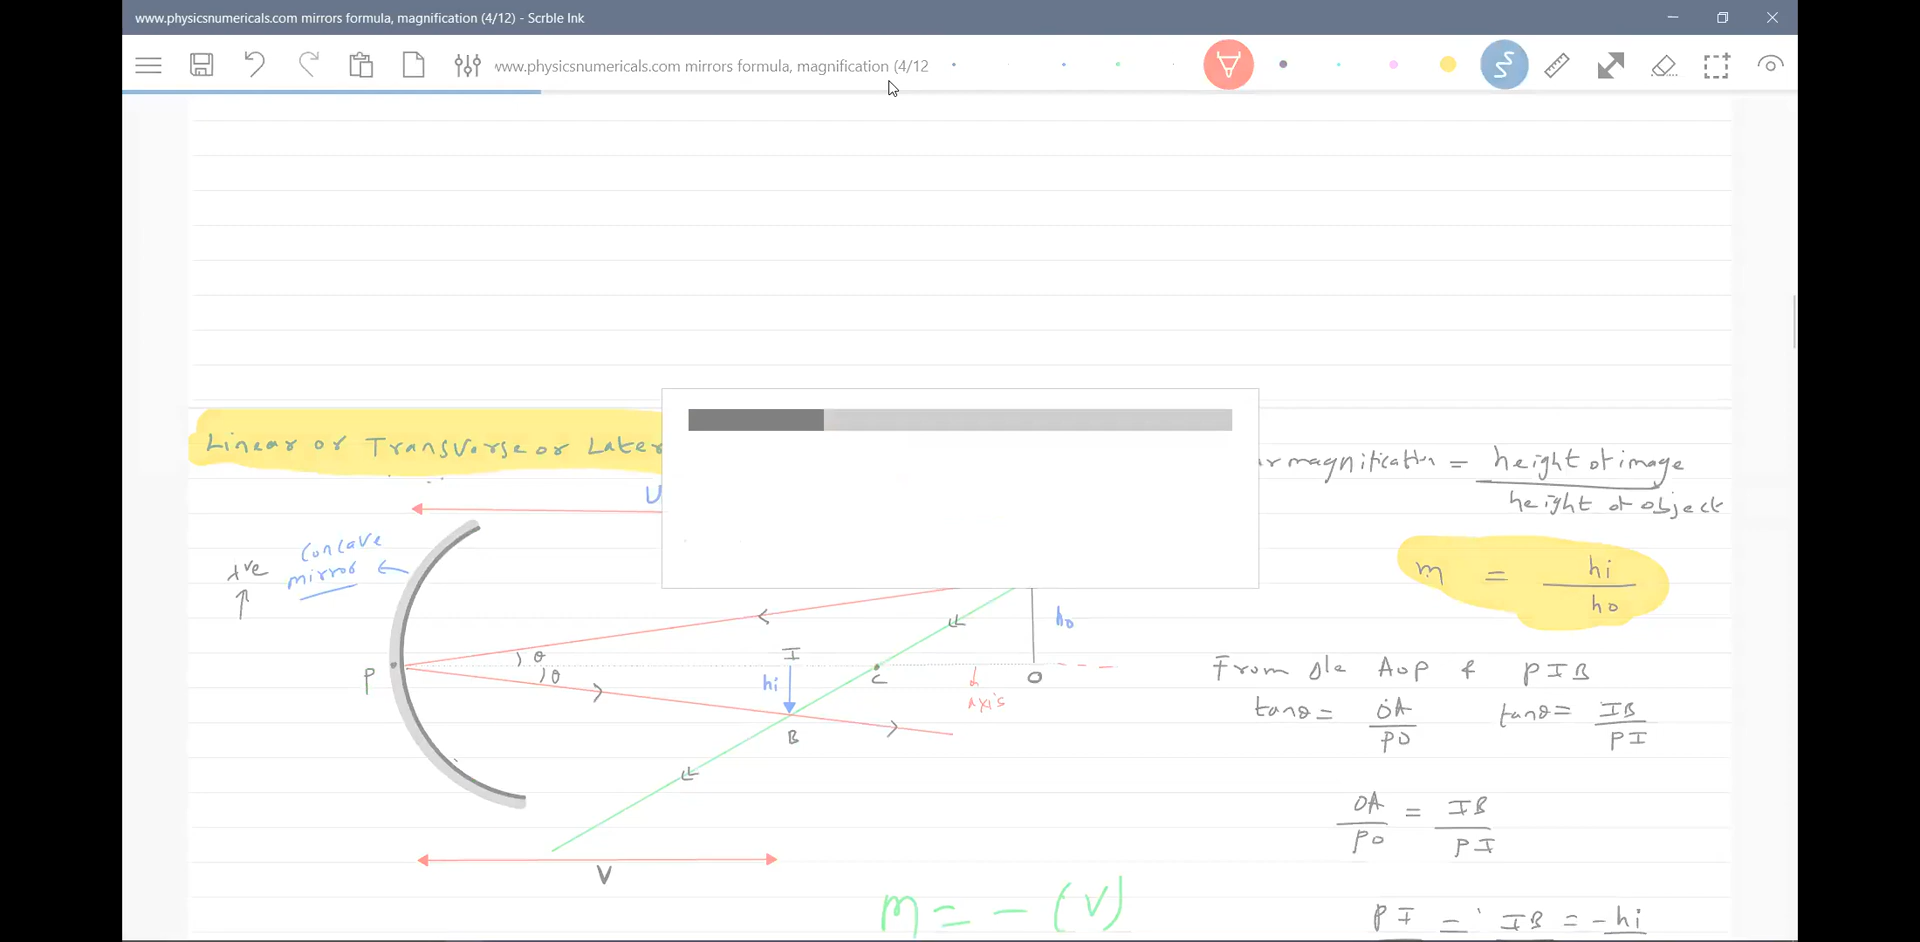 www.physicsnumericals.com mirrors formula, magnification (4/12) - Scrble Ink
www.physicsnumericals.com mirrors formula, magnification (4/12
Linear or Transverse or Later
r magnification = height of image
height of object
U
concave
mirror
+ve
m = hi
ho
ho
θ
θ
I
hi
P
C
O
axis
B
From Δle AOP & PIB
tanθ = OA
PO
tanθ = IB
PI
OA = IB
PO PI
V
m = - (V)
PI = IB = -hi